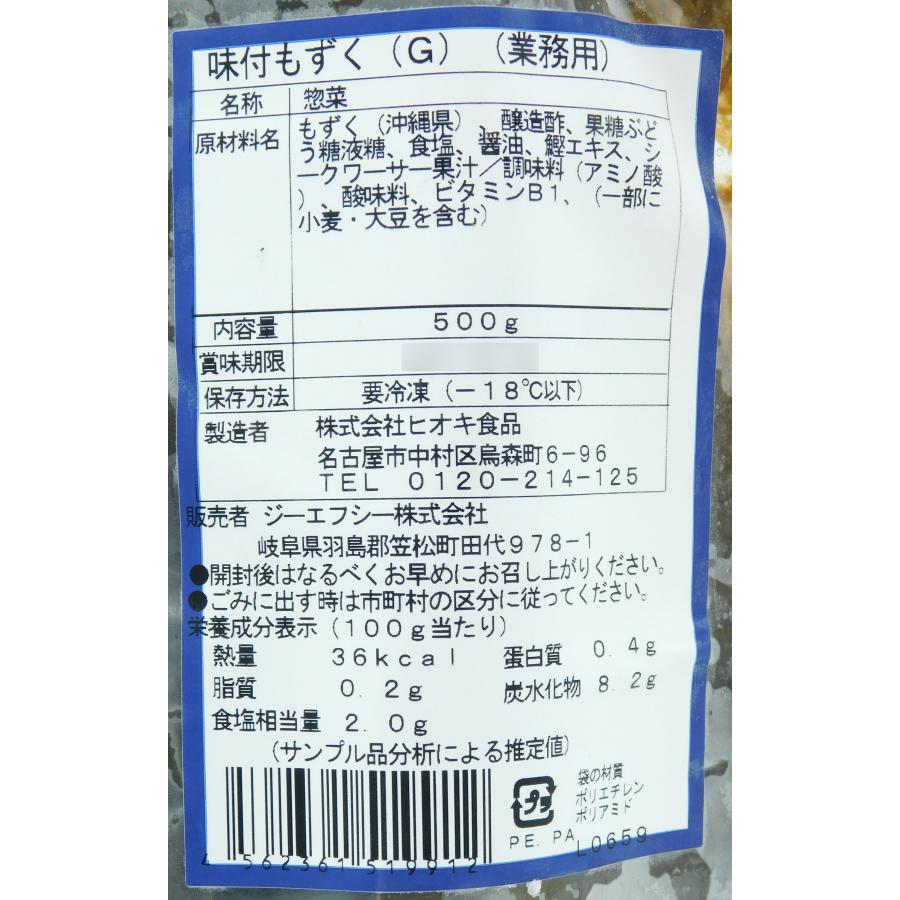 味付もずく（G）（業務用）
名称 惣菜
原材料名 もずく（沖縄県）、醸造酢、果糖ぶど
う糖液糖、食塩、醤油、鰹エキス、シ
ークワーサー果汁／調味料（アミノ酸
）、酸味料、ビタミンB1、（一部に
小麦・大豆を含む）
内容量 500g
賞味期限
保存方法 要冷凍（－18℃以下）
製造者 株式会社ヒオキ食品
名古屋市中村区烏森町6-96
TEL 0120-214-125
販売者 ジーエフシー株式会社
岐阜県羽島郡笠松町田代978-1
●開封後はなるべくお早めにお召し上がりください。
●ごみに出す時は市町村の区分に従ってください。
栄養成分表示（100g当たり）
熱量 36kcal 蛋白質 0.4g
脂質 0.2g 炭水化物 8.2g
食塩相当量 2.0g
（サンプル品分析による推定値）
プラ
袋の材質
ポリエチレン
ポリアミド
PE.PA L0659
4 562361 519912